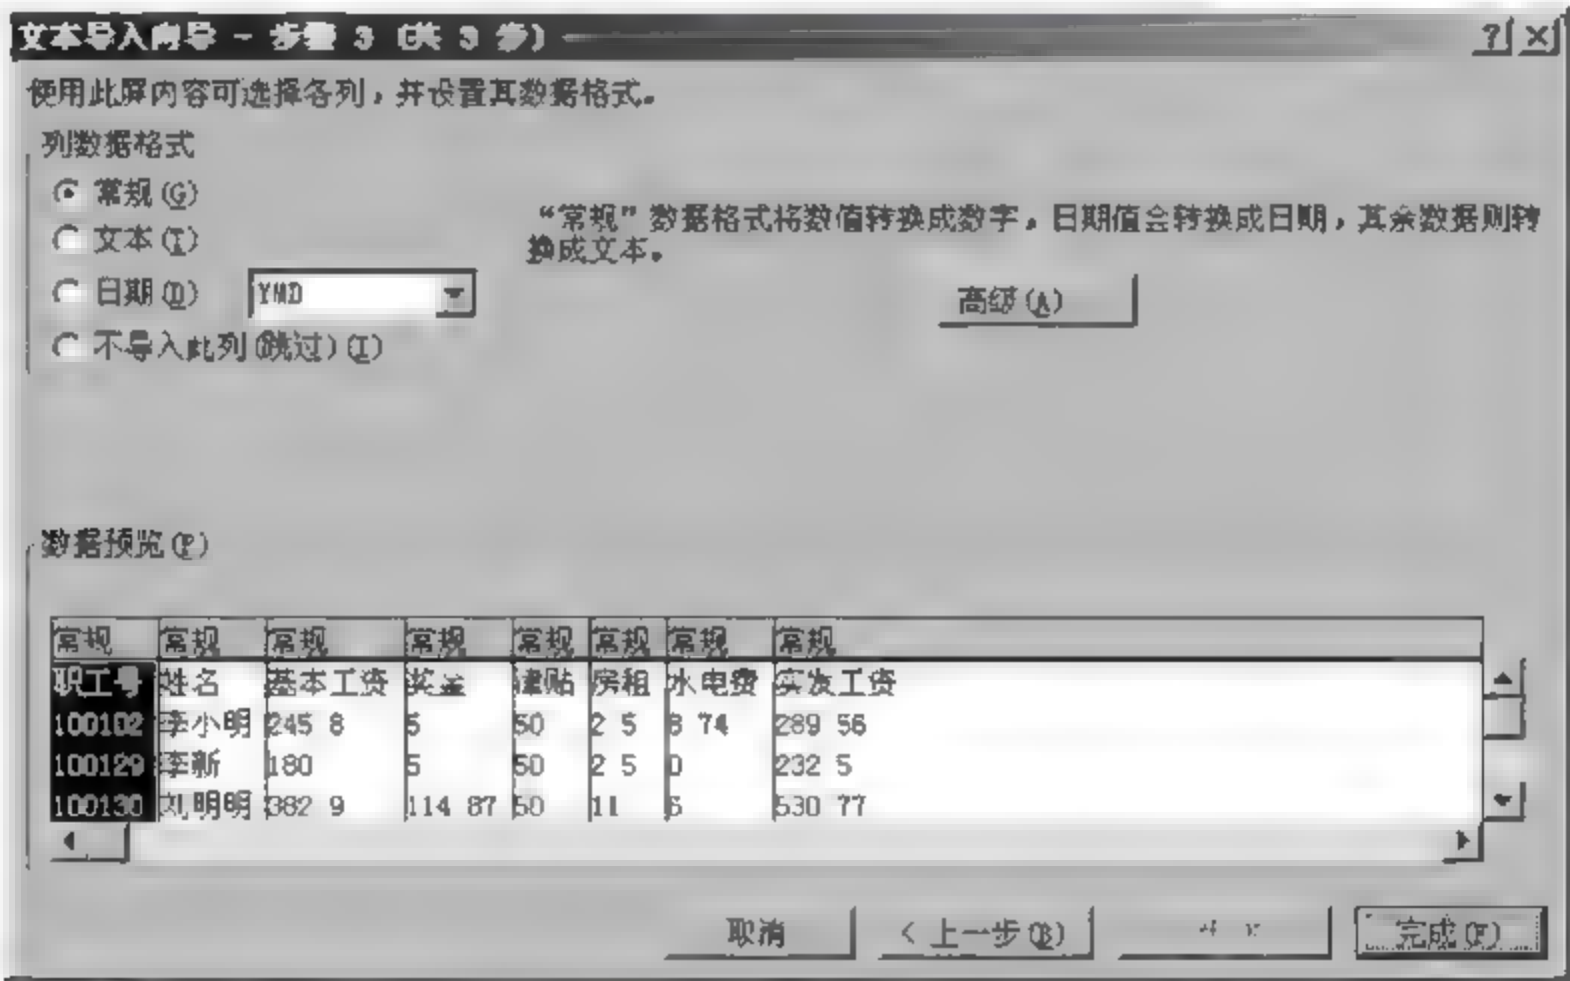 文本导入向导 - 步骤 3 (共 3 步)
使用此屏内容可选择各列，并设置其数据格式。
列数据格式
常规(G)
文本(T)
日期(D) YMD
不导入此列(跳过)(I)
“常规”数据格式将数值转换成数字，日期值会转换成日期，其余数据则转
换成文本。
高级(A)
数据预览(P)
常规 常规 常规 常规 常规 常规 常规 常规
职工号 姓名 基本工资 奖金 津贴 房租 水电费 实发工资
100102 李小明 245 8 5 50 2 5 8 74 289 56
100129 李新 180 5 50 2 5 0 232 5
100130 刘明明 382 9 114 87 50 11 6 530 77
取消 < 上一步(B) 完成(F)